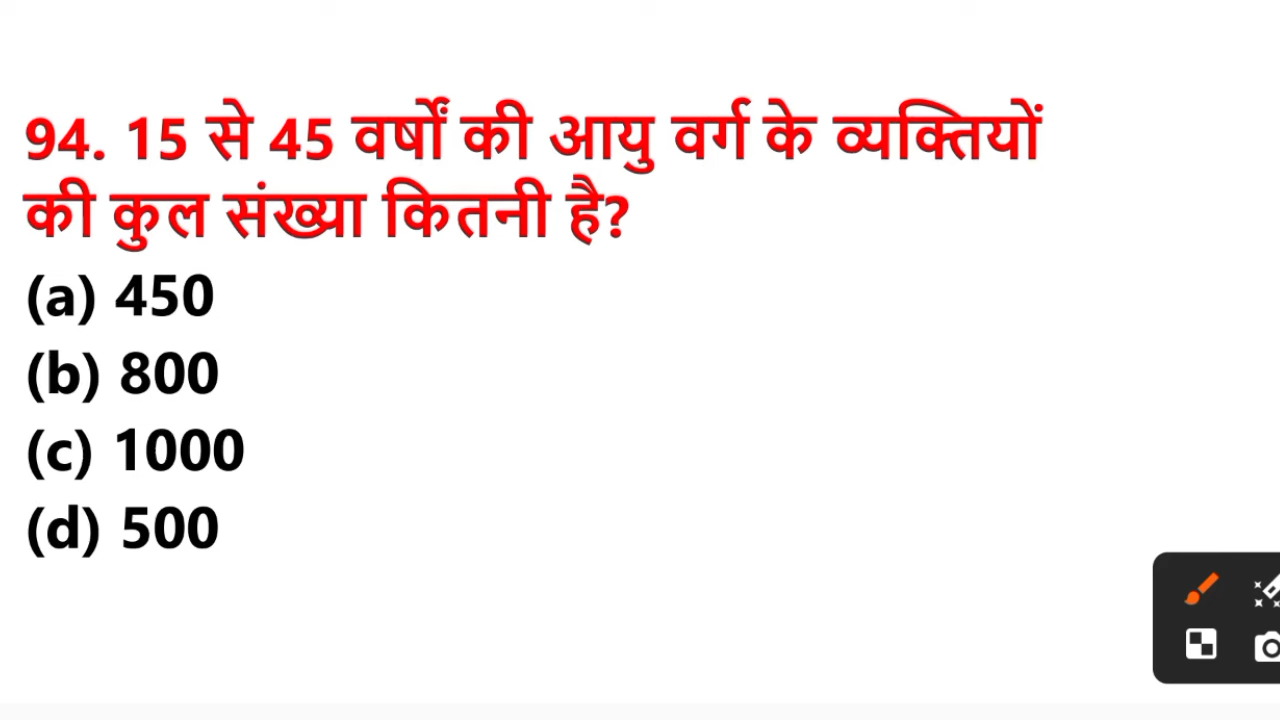 94. 15 से 45 वर्षों की आयु वर्ग के व्यक्तियों
की कुल संख्या कितनी है?
(a) 450
(b) 800
(c) 1000
(d) 500